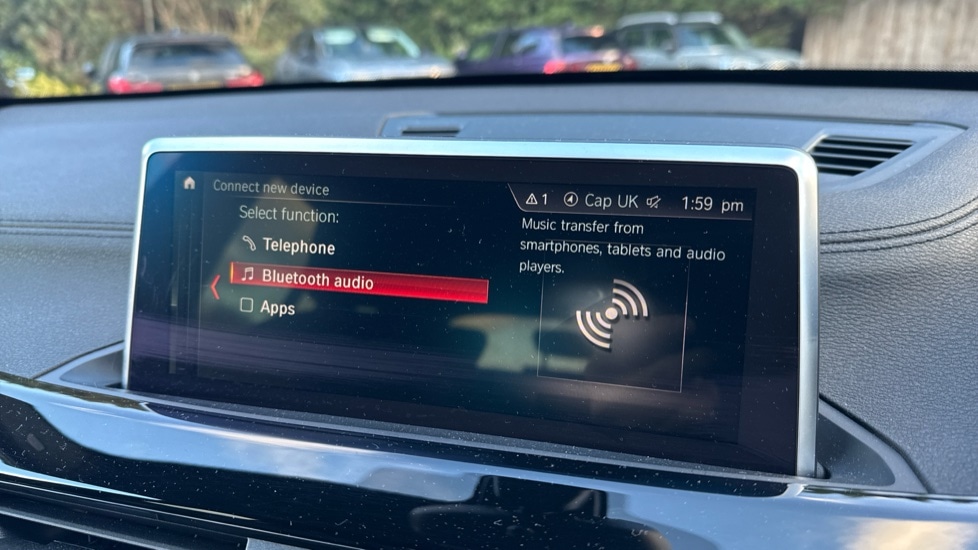 Connect new device
1 Cap UK 1:59 pm
Select function:
Telephone
Bluetooth audio
Apps
Music transfer from
smartphones, tablets and audio
players.